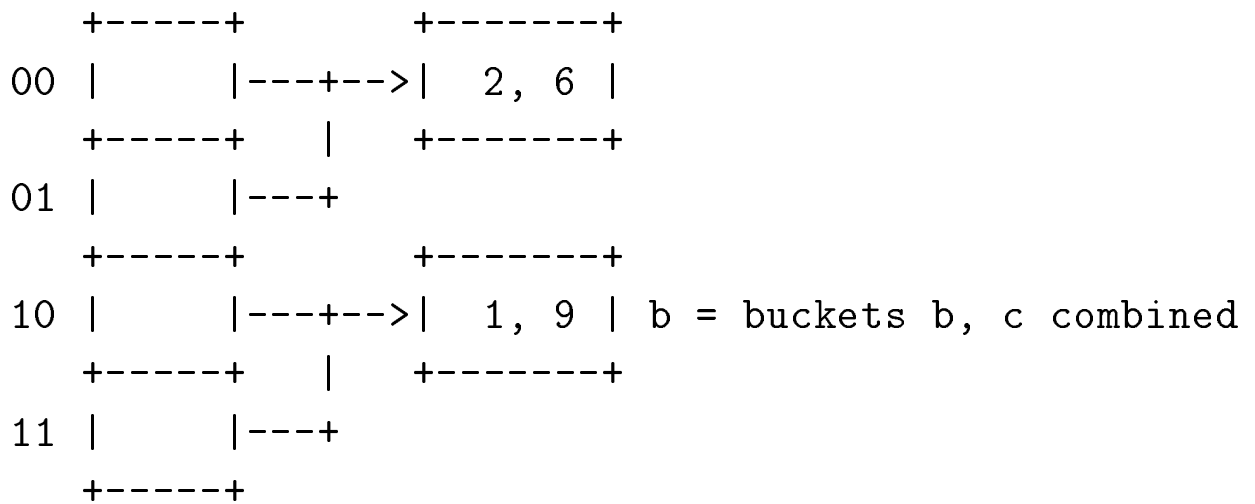 +-----+          +-------+
00 |     |---+-->|  2, 6 |
+-----+   |    +-------+
01 |     |---+
+-----+          +-------+
10 |     |---+-->|  1, 9 | b = buckets b, c combined
+-----+   |    +-------+
11 |     |---+
+-----+